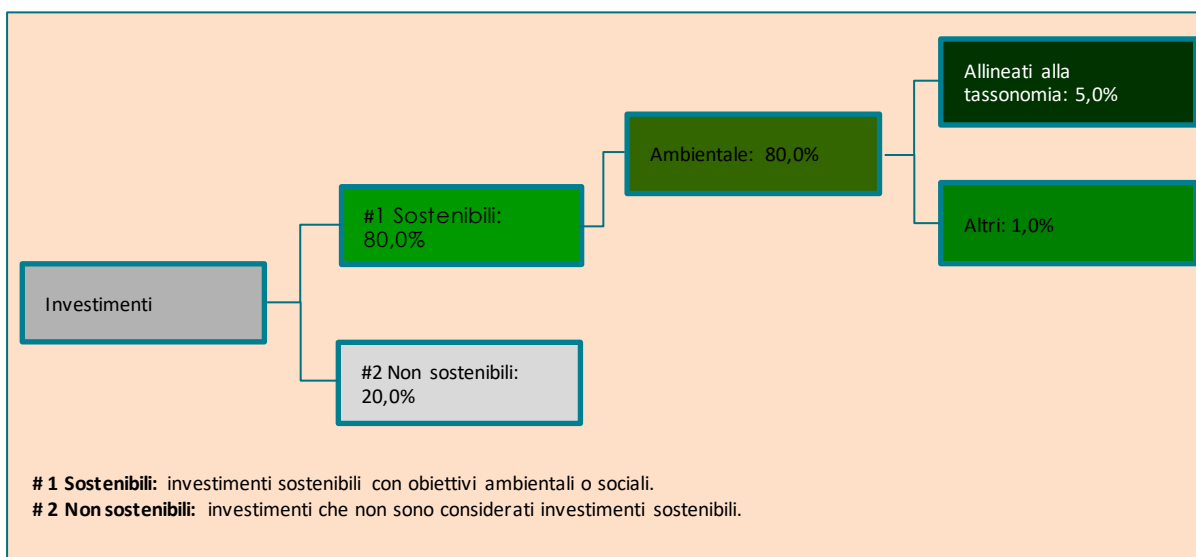 Investimenti
#1 Sostenibili:
80,0%
#2 Non sostenibili:
20,0%
Ambientale: 80,0%
Allineati alla
tassonomia: 5,0%
Altri: 1,0%
# 1 Sostenibili: investimenti sostenibili con obiettivi ambientali o sociali.
# 2 Non sostenibili: investimenti che non sono considerati investimenti sostenibili.